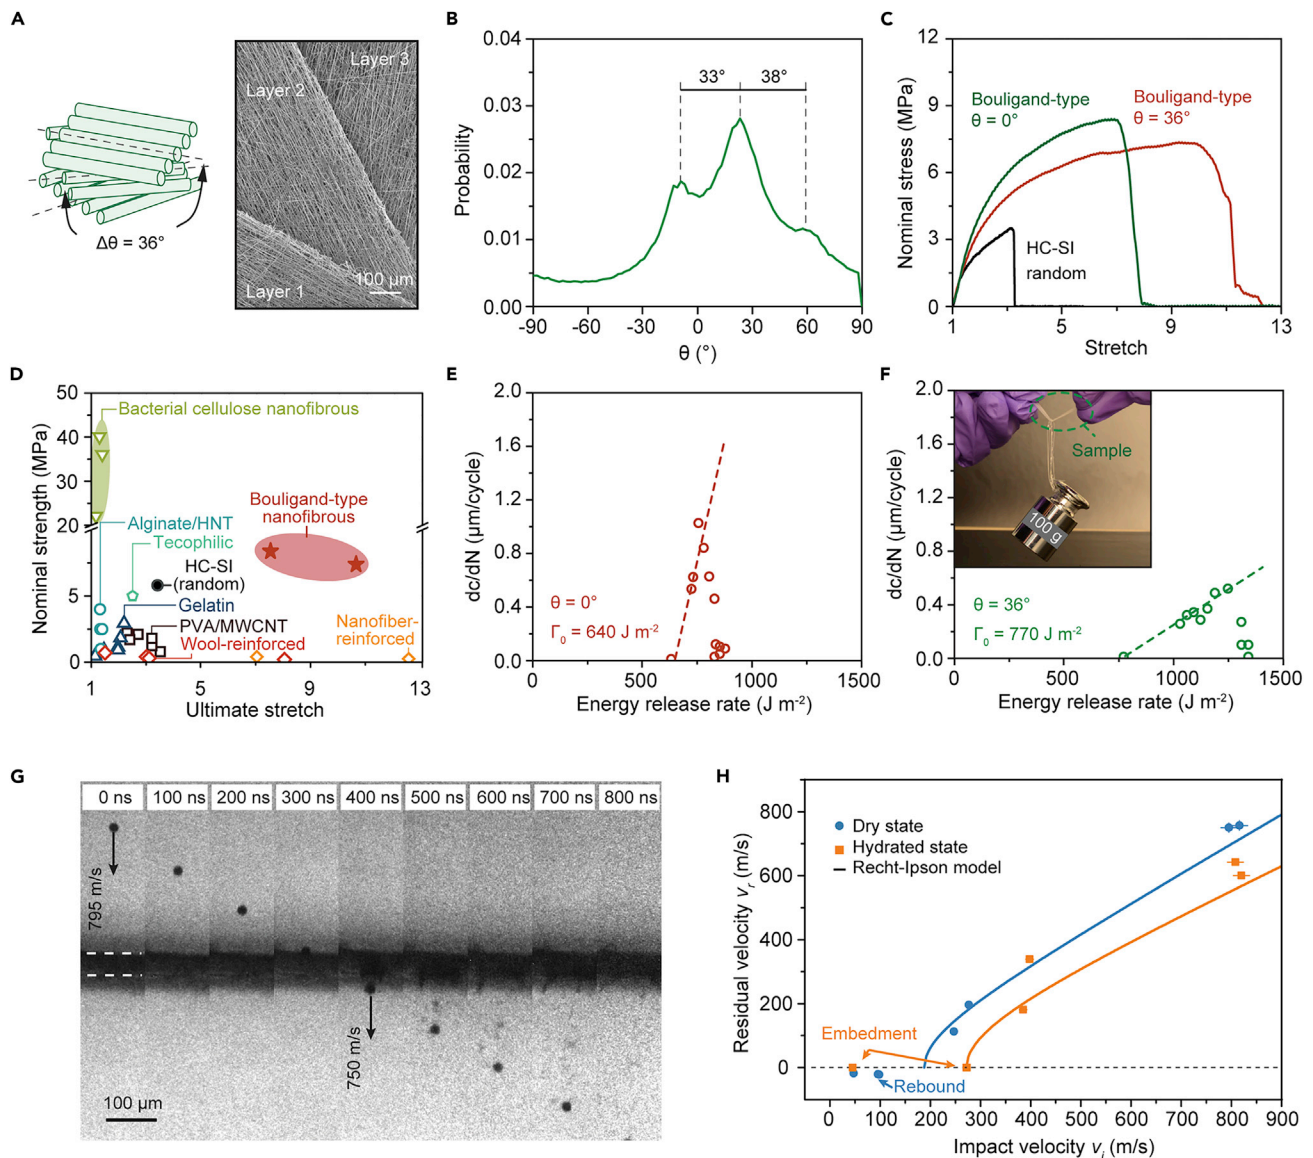 A
Layer 3
Layer 2
Δθ = 36°
Layer 1
100 µm
B
0.04
0.03
0.02
0.01
0.00
Probability
33°
38°
-90
-60
-30
0
30
60
90
θ (°)
C
12
9
6
3
0
Nominal stress (MPa)
Bouligand-type
θ = 0°
Bouligand-type
θ = 36°
HC-SI
random
1
5
9
13
Stretch
D
50
40
30
20
5
0
Nominal strength (MPa)
Bacterial cellulose nanofibrous
Bouligand-type
nanofibrous
Alginate/HNT
Tecophilic
HC-SI
(random)
Gelatin
PVA/MWCNT
Wool-reinforced
Nanofiber-
reinforced
1
5
9
13
Ultimate stretch
E
2.0
1.6
1.2
0.8
0.4
0.0
dc/dN (µm/cycle)
θ = 0°
Γ₀ = 640 J m⁻²
0
500
1000
1500
Energy release rate (J m⁻²)
F
2.0
1.6
1.2
0.8
0.4
0.0
dc/dN (µm/cycle)
Sample
100 g
θ = 36°
Γ₀ = 770 J m⁻²
0
500
1000
1500
Energy release rate (J m⁻²)
G
0 ns
100 ns
200 ns
300 ns
400 ns
500 ns
600 ns
700 ns
800 ns
795 m/s
750 m/s
100 µm
H
800
600
400
200
0
Residual velocity vᵣ (m/s)
Dry state
Hydrated state
Recht-Ipson model
Embedment
Rebound
0
100
200
300
400
500
600
700
800
900
Impact velocity vᵢ (m/s)